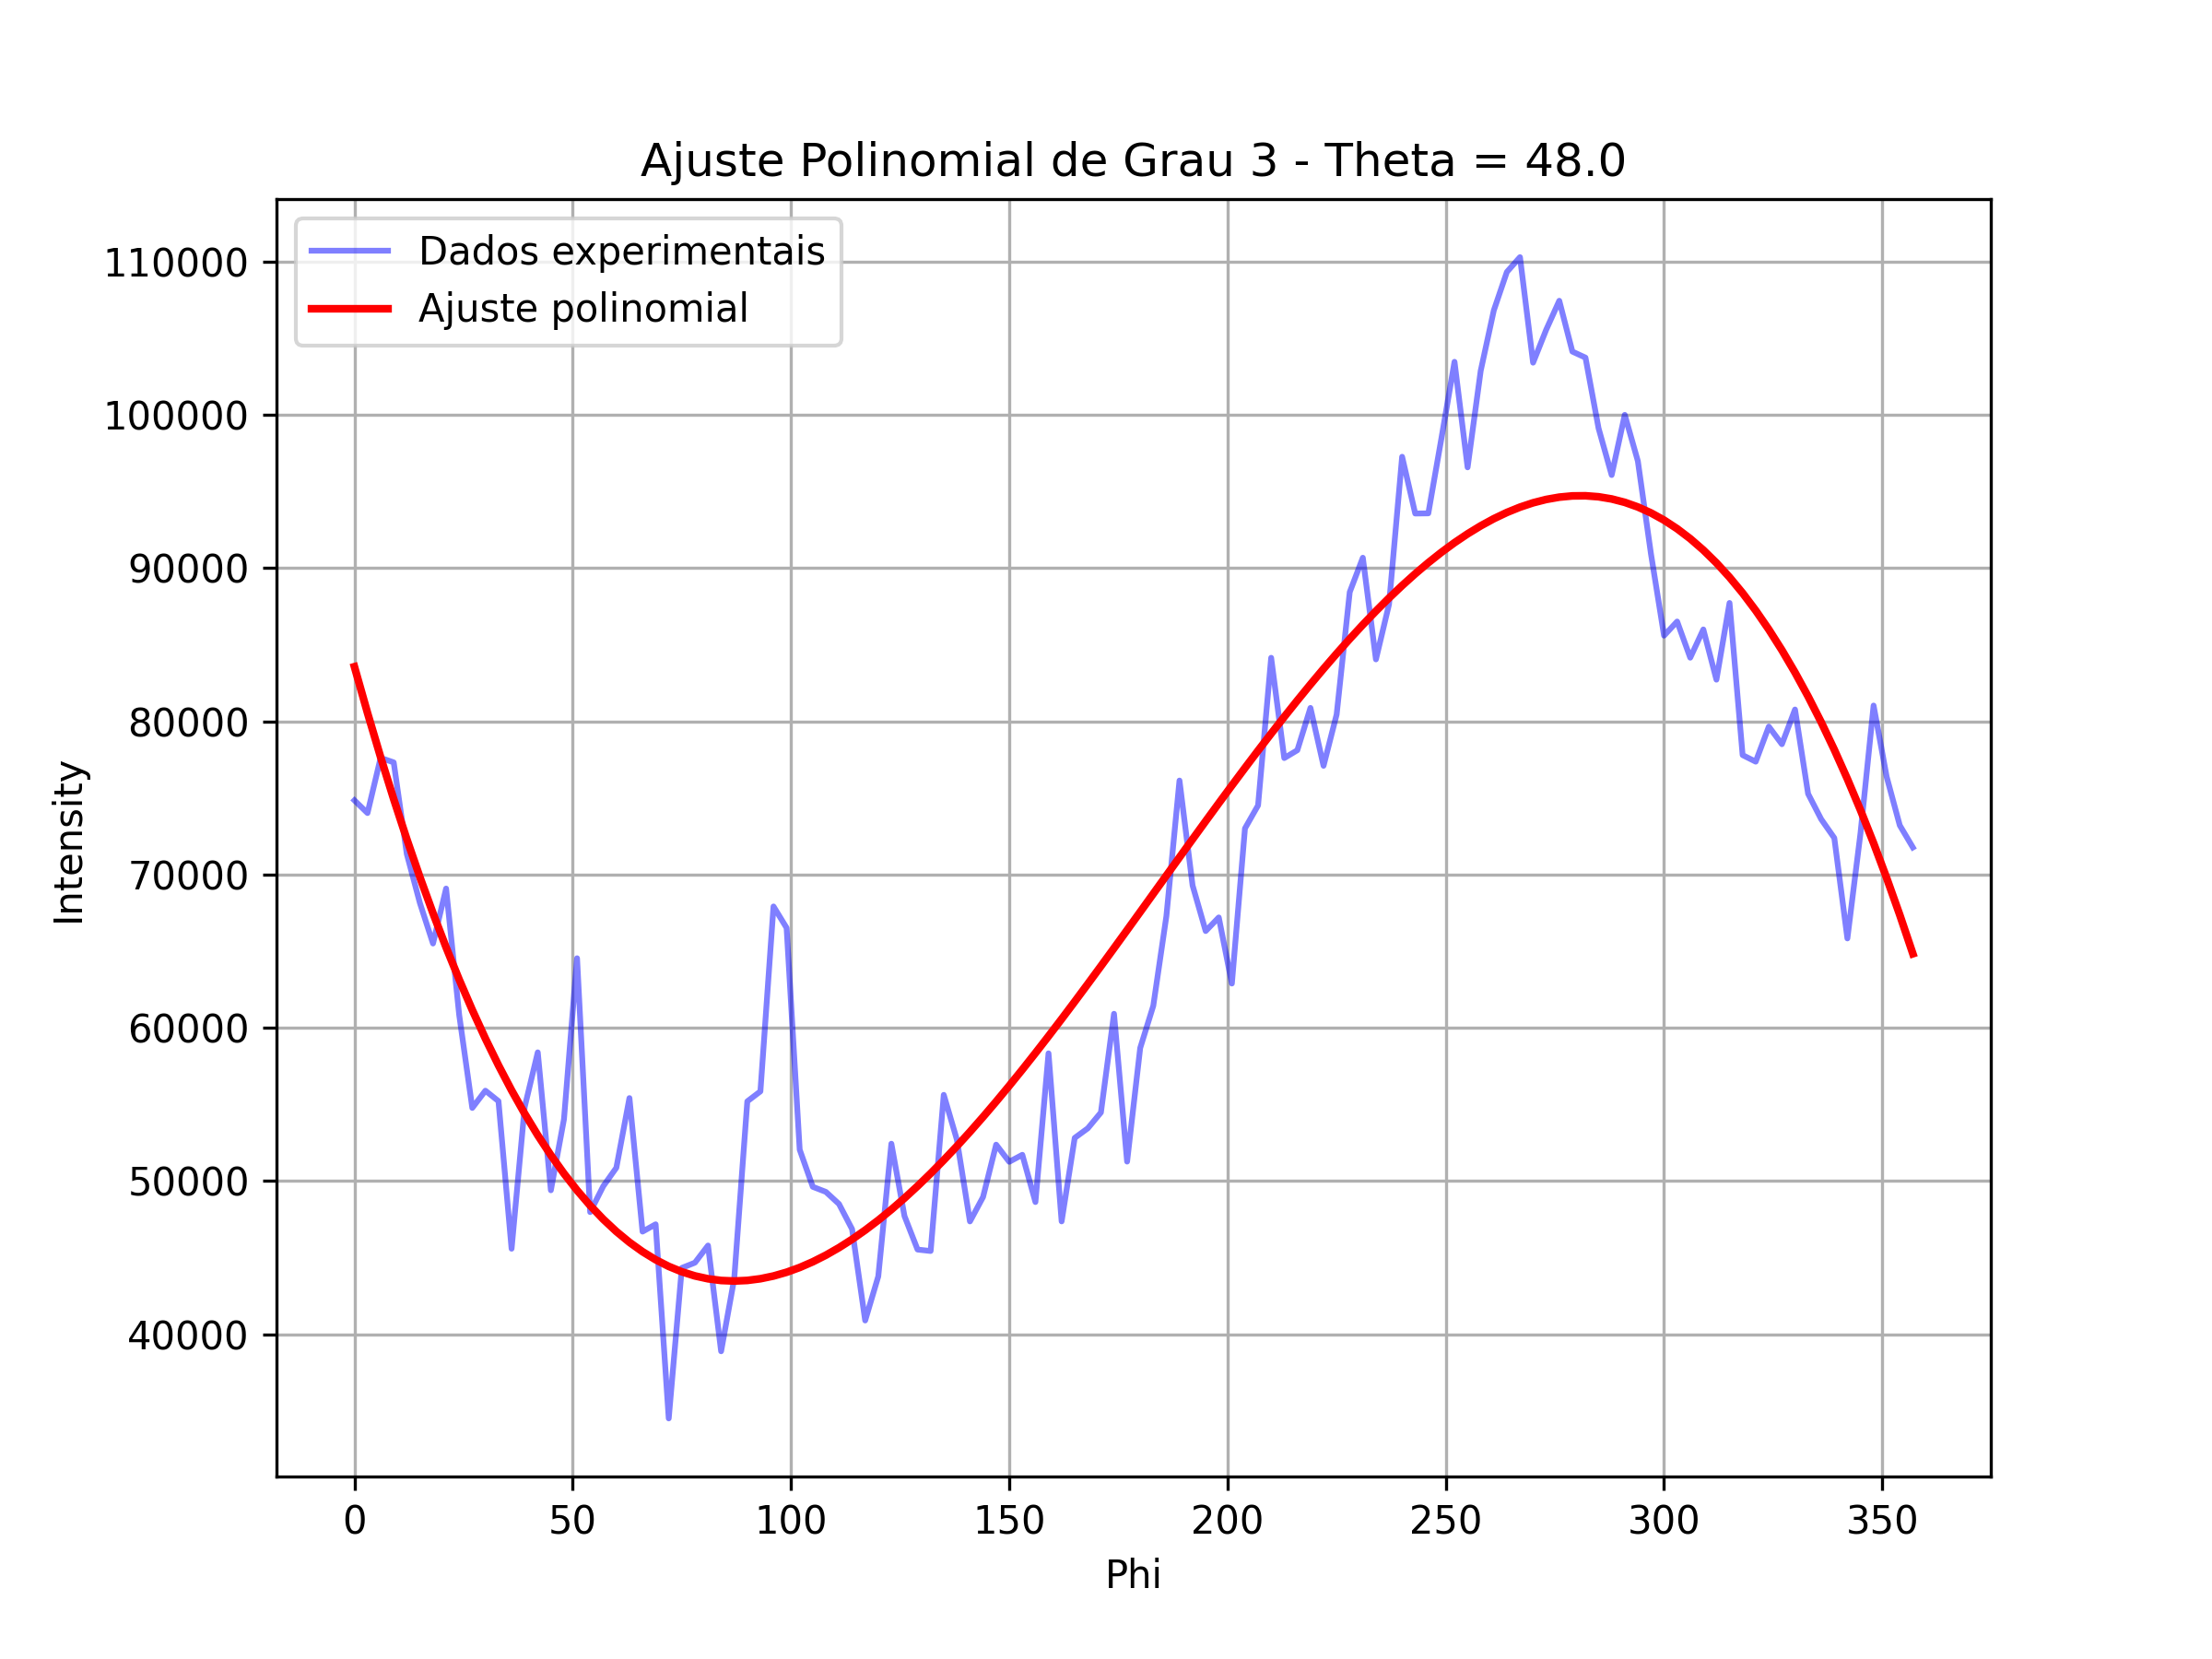 Ajuste Polinomial de Grau 3 - Theta = 48.0
Dados experimentais
Ajuste polinomial
110000
100000
90000
80000
70000
60000
50000
40000
Intensity
0 50 100 150 200 250 300 350
Phi